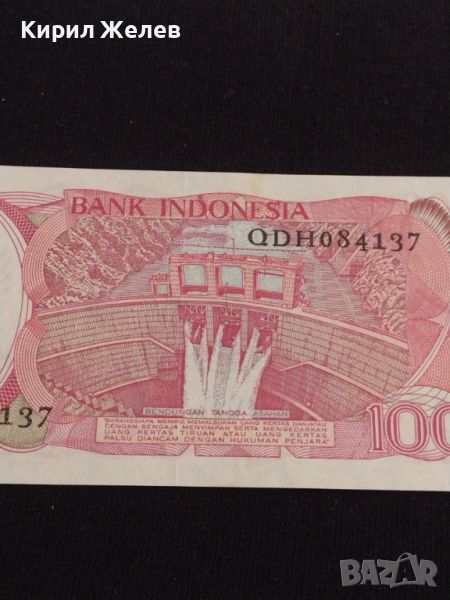 Кирил Желев
BANK INDONESIA
QDH084137
BENDUNGAN TANGGA ASAHAN
"BARANGSIAPA MENIRU, MEMALSUKAN UANG KERTAS DAN/ATAU
DENGAN SENGAJA MENYIMPAN SERTA MENGEDARKAN
UANG KERTAS TIRUAN ATAU UANG KERTAS
PALSU DIANCAM DENGAN HUKUMAN PENJARA"
137
100
BAZAR